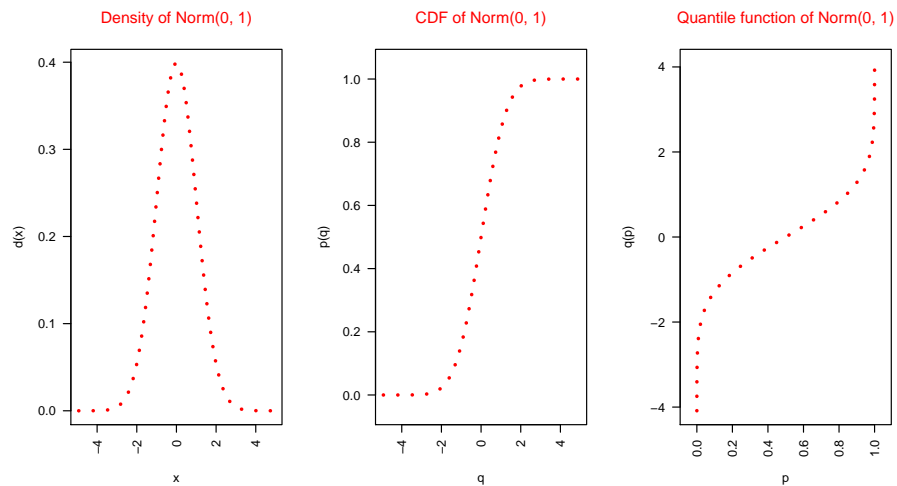 Density of Norm(0, 1)
d(x)
0.4
0.3
0.2
0.1
0.0
−4 −2 0 2 4
x
CDF of Norm(0, 1)
p(q)
1.0
0.8
0.6
0.4
0.2
0.0
−4 −2 0 2 4
q
Quantile function of Norm(0, 1)
q(p)
4
2
0
−2
−4
0.0 0.2 0.4 0.6 0.8 1.0
p